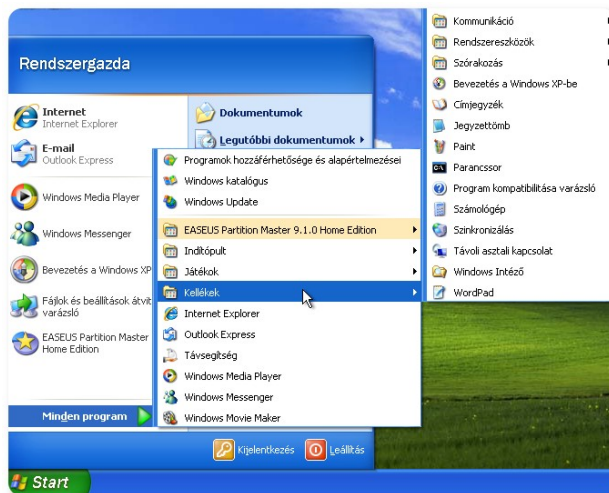 Rendszergazda
Internet
Internet Explorer
E-mail
Outlook Express
Windows Media Player
Windows Messenger
Bevezetés a Windows XP
Fájlok és beállítások átvit
varázsló
EASEUS Partition Master
Home Edition
Minden program
Dokumentumok
Legutóbbi dokumentumok
Programok hozzáférhetősége és alapértelmezései
Windows katalógus
Windows Update
EASEUS Partition Master 9.1.0 Home Edition
Indítópult
Játékok
Kellékek
Internet Explorer
Outlook Express
Távsegítség
Windows Media Player
Windows Messenger
Windows Movie Maker
Kommunikáció
Rendszereszközök
Szórakozás
Bevezetés a Windows XP-be
Címjegyzék
Jegyzettömb
Paint
Parancssor
Program kompatibilitása varázsló
Számológép
Szinkronizálás
Távoli asztali kapcsolat
Windows Intéző
WordPad
Kijelentkezés
Leállítás
Start